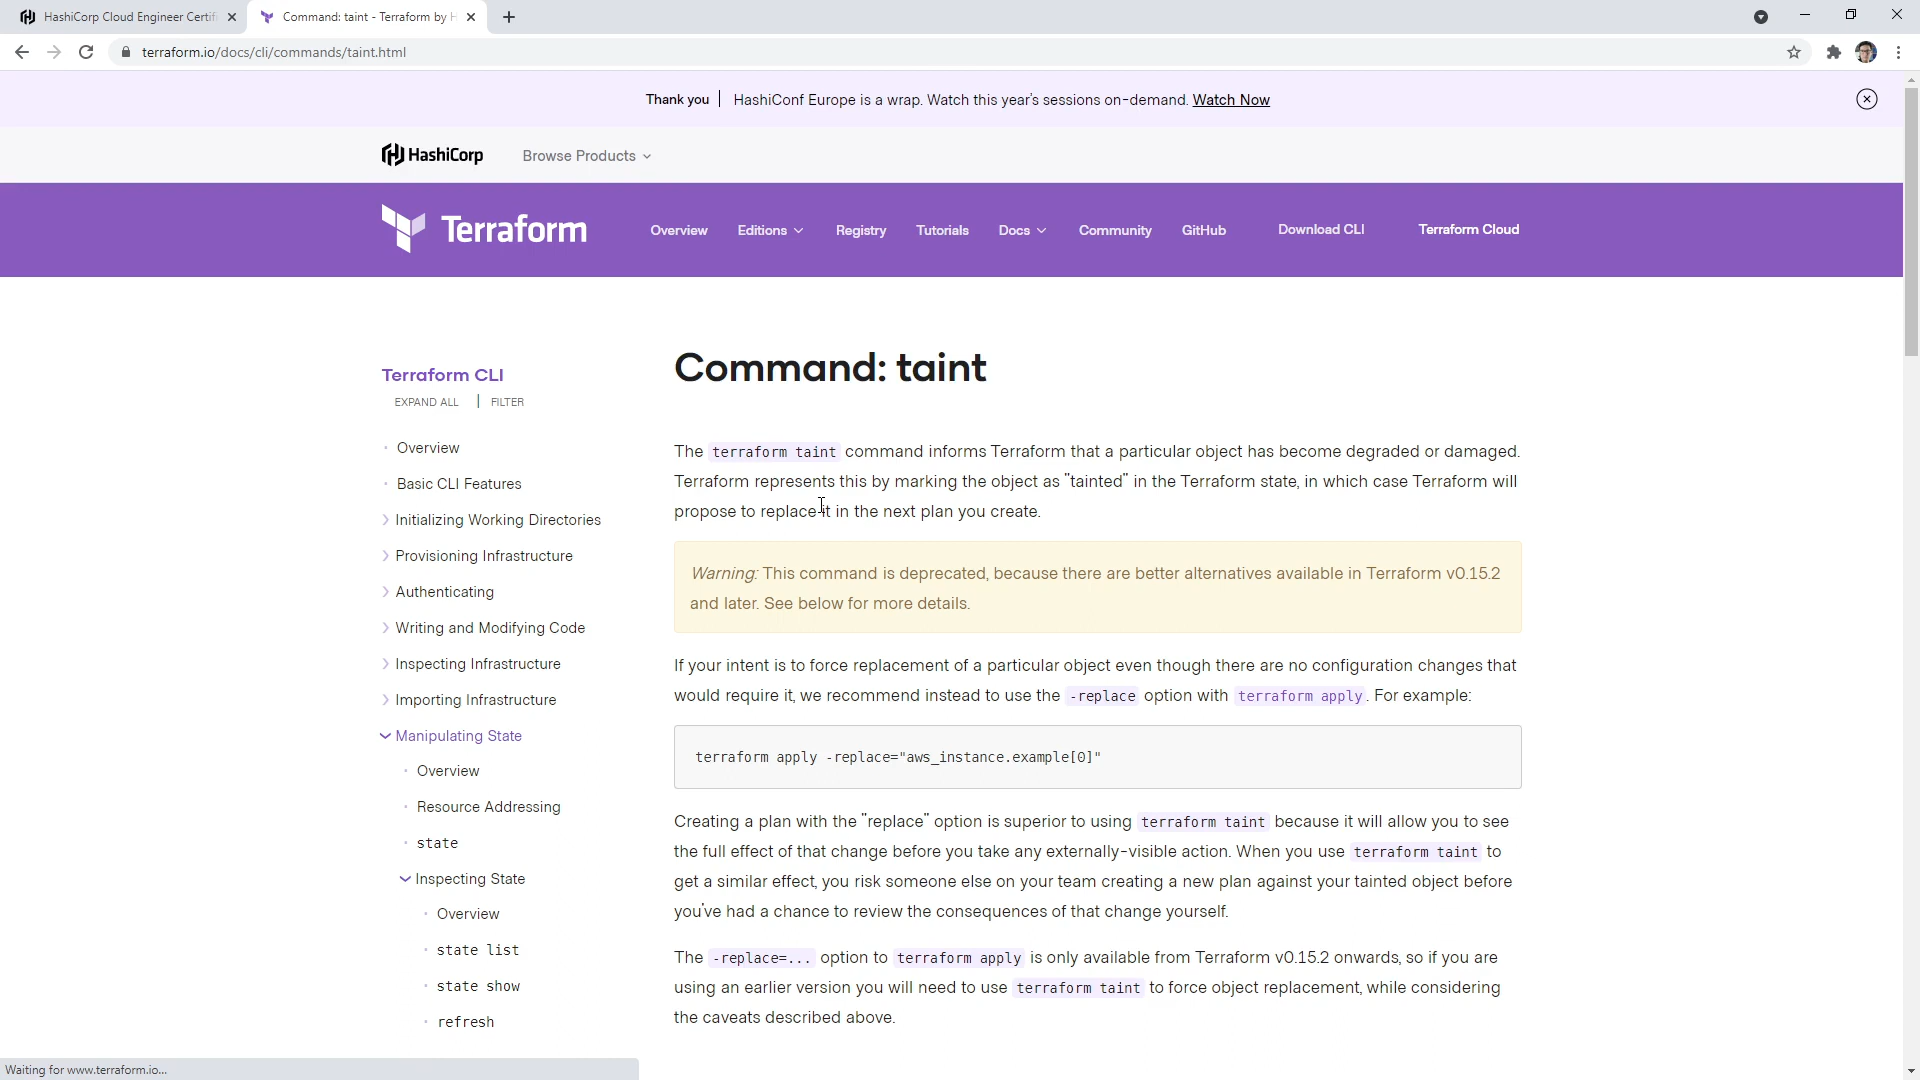 HashiCorp Cloud Engineer Certifi
Command: taint - Terraform by H
terraform.io/docs/cli/commands/taint.html
Thank you | HashiConf Europe is a wrap. Watch this year's sessions on-demand. Watch Now
HashiCorp
Browse Products
Terraform
Overview
Editions
Registry
Tutorials
Docs
Community
GitHub
Download CLI
Terraform Cloud
Terraform CLI
EXPAND ALL | FILTER
Overview
Basic CLI Features
Initializing Working Directories
Provisioning Infrastructure
Authenticating
Writing and Modifying Code
Inspecting Infrastructure
Importing Infrastructure
Manipulating State
Overview
Resource Addressing
state
Inspecting State
Overview
state list
state show
refresh
Command: taint
The terraform taint command informs Terraform that a particular object has become degraded or damaged.
Terraform represents this by marking the object as "tainted" in the Terraform state, in which case Terraform will
propose to replace it in the next plan you create.
Warning: This command is deprecated, because there are better alternatives available in Terraform v0.15.2
and later. See below for more details.
If your intent is to force replacement of a particular object even though there are no configuration changes that
would require it, we recommend instead to use the -replace option with terraform apply. For example:
terraform apply -replace="aws_instance.example[0]"
Creating a plan with the "replace" option is superior to using terraform taint because it will allow you to see
the full effect of that change before you take any externally-visible action. When you use terraform taint to
get a similar effect, you risk someone else on your team creating a new plan against your tainted object before
you've had a chance to review the consequences of that change yourself.
The -replace=... option to terraform apply is only available from Terraform v0.15.2 onwards, so if you are
using an earlier version you will need to use terraform taint to force object replacement, while considering
the caveats described above.
Waiting for www.terraform.io...